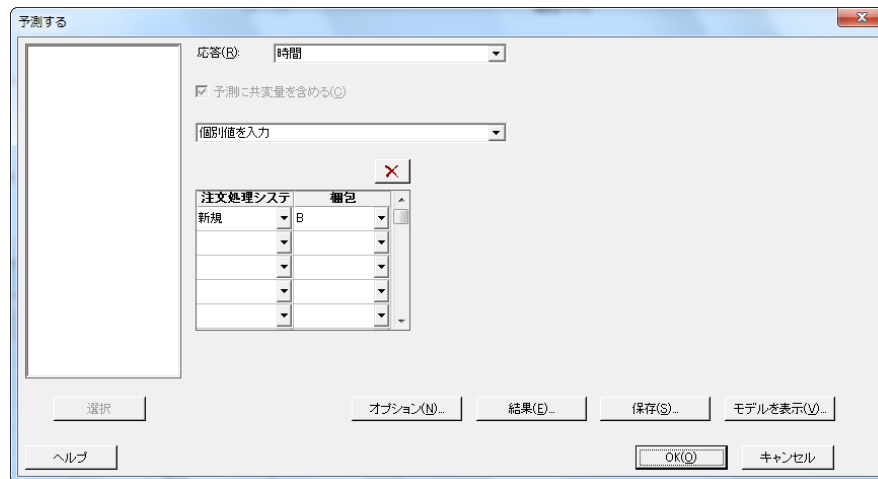 予測する
応答(R): 時間
予測に共変量を含める(C)
個別値を入力
注文処理システ 梱包
新規 B
選択 オプション(N)... 結果(E)... 保存(S)... モデルを表示(V)...
ヘルプ OK(O) キャンセル